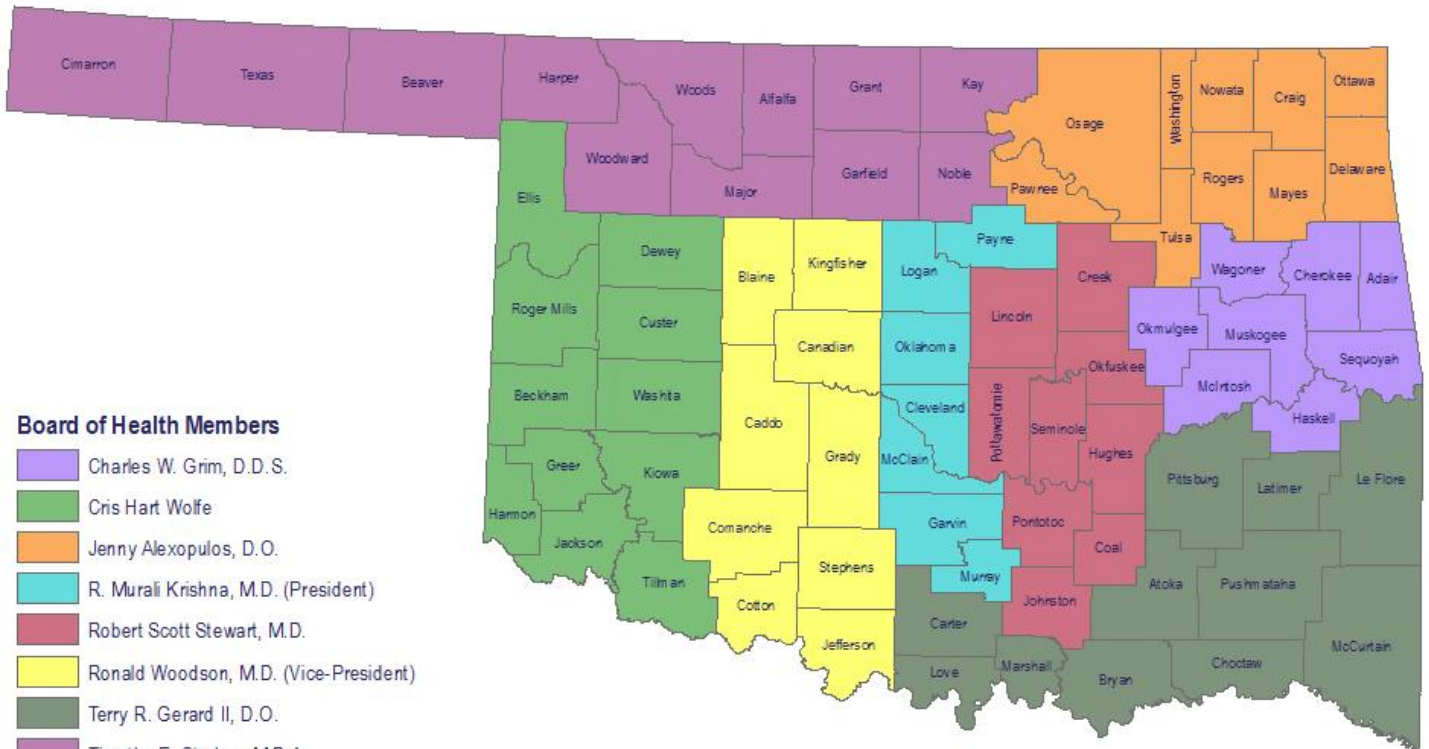 Cimarron
Texas
Beaver
Harper
Woods
Alfalfa
Grant
Kay
Osage
Washington
Nowata
Craig
Ottawa
Woodward
Major
Garfield
Noble
Pawnee
Rogers
Mayes
Delaware
Ellis
Dewey
Blaine
Kingfisher
Logan
Payne
Creek
Tulsa
Wagoner
Cherokee
Adair
Roger Mills
Custer
Canadian
Oklahoma
Lincoln
Okmulgee
Muskogee
Sequoyah
Okfuskee
McIntosh
Beckham
Washita
Caddo
Grady
Cleveland
McClain
Pottawatomie
Seminole
Hughes
Haskell
Greer
Kiowa
Harmon
Jackson
Tillman
Comanche
Stephens
Cotton
Jefferson
Garvin
Murray
Pontotoc
Coal
Johnston
Pittsburg
Latimer
Le Flore
Atoka
Pushmataha
McCurtain
Carter
Love
Marshall
Bryan
Choctaw
Board of Health Members
Charles W. Grim, D.D.S.
Cris Hart Wolfe
Jenny Alexopulos, D.O.
R. Murali Krishna, M.D. (President)
Robert Scott Stewart, M.D.
Ronald Woodson, M.D. (Vice-President)
Terry R. Gerard II, D.O.